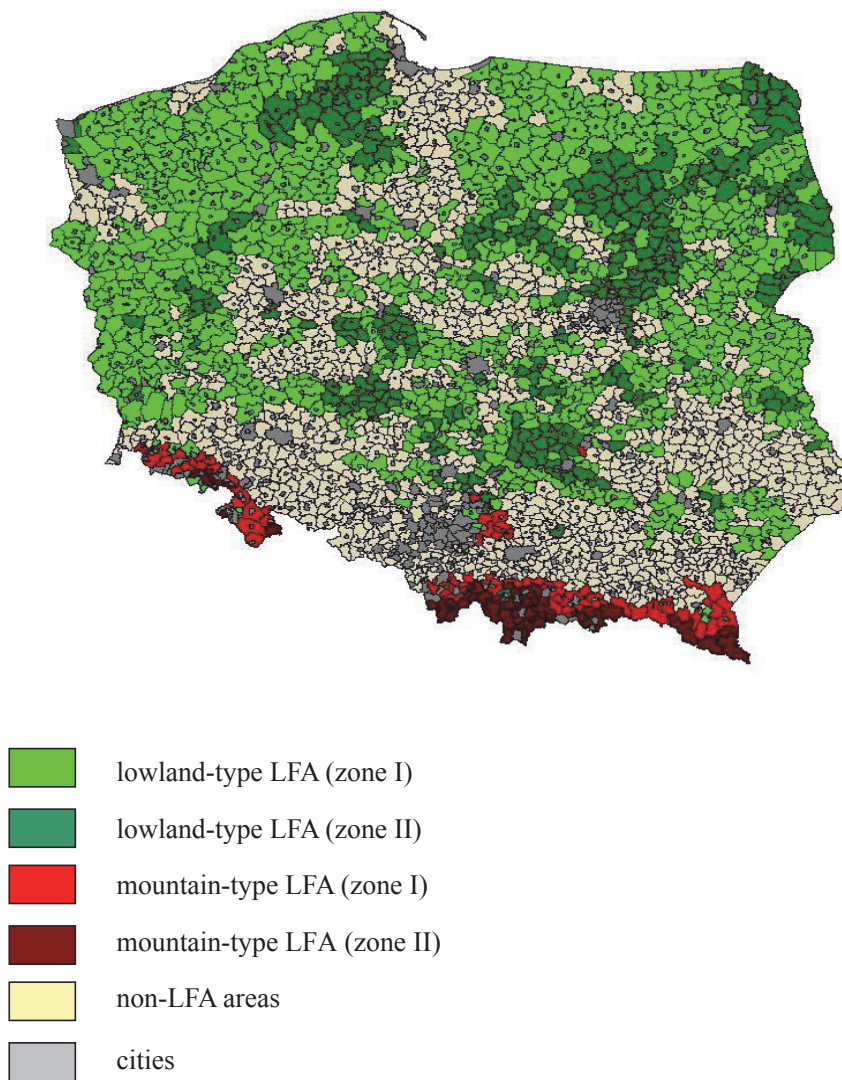 lowland-type LFA (zone I)
lowland-type LFA (zone II)
mountain-type LFA (zone I)
mountain-type LFA (zone II)
non-LFA areas
cities